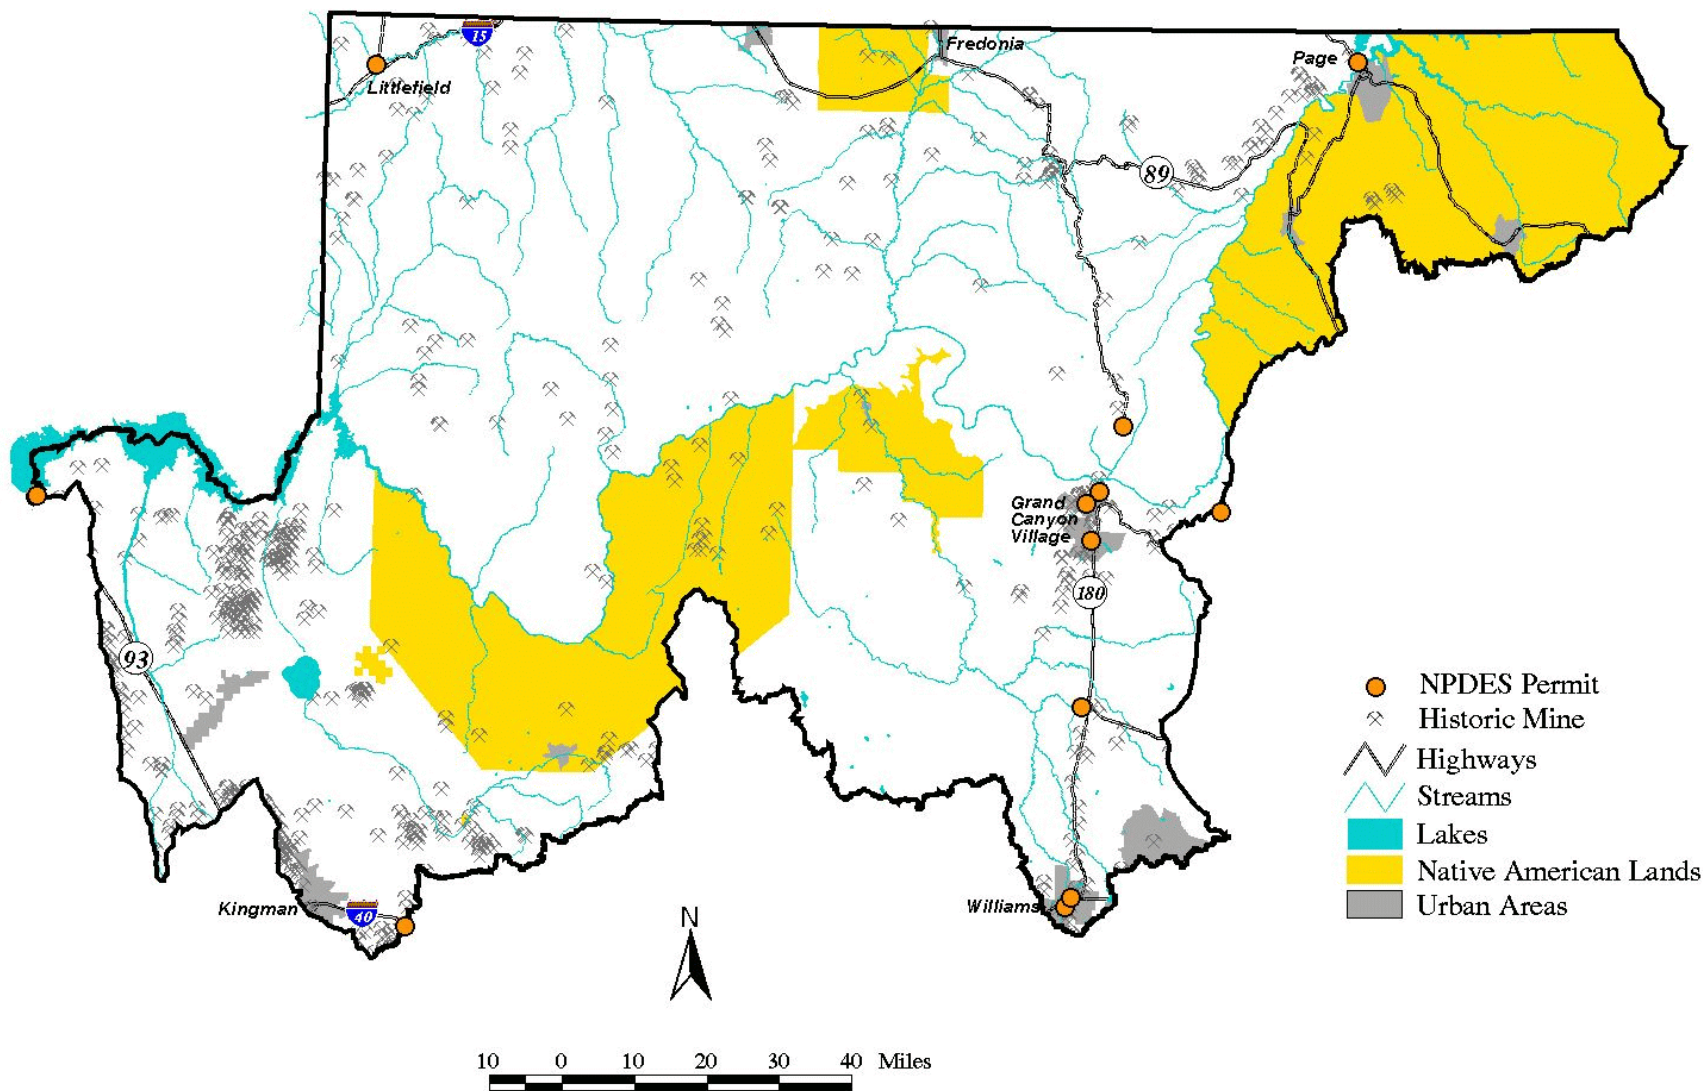 15
Fredonia
Page
Littlefield
89
Grand
Canyon
Village
180
93
NPDES Permit
Historic Mine
Highways
Streams
Lakes
Native American Lands
Urban Areas
Kingman
40
Williams
N
10 0 10 20 30 40 Miles